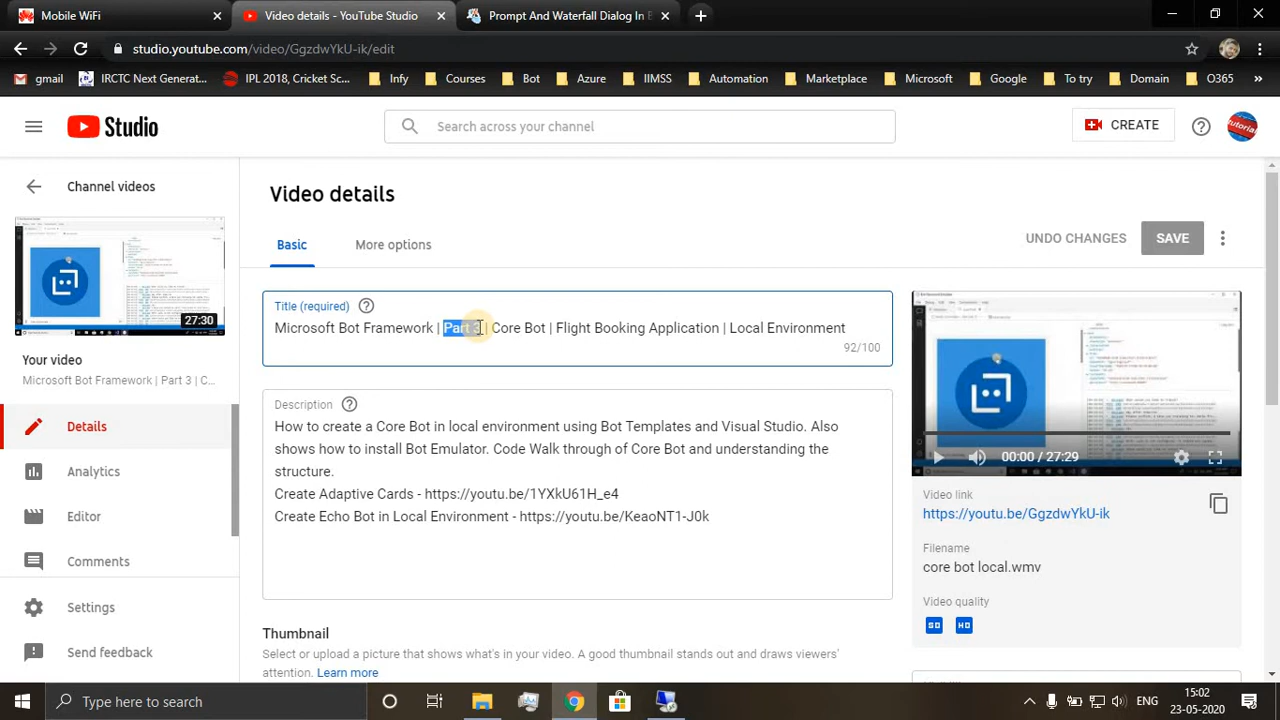 Mobile WiFi
Video details - YouTube Studio
Prompt And Waterfall Dialog In B
studio.youtube.com/video/GgzdwYkU-ik/edit
gmail
IRCTC Next Generat...
IPL 2018, Cricket Sc...
Infy
Courses
Bot
Azure
IIMS
Automation
Marketplace
Microsoft
Google
To try
Domain
O365
»
Studio
Search across your channel
CREATE
Channel videos
Video details
Basic
More options
UNDO CHANGES
SAVE
27:30
Your video
Microsoft Bot Framework | Part 3 | C...
Details
Analytics
Editor
Comments
Settings
Send feedback
Title (required)
Microsoft Bot Framework | Part 3 | Core Bot | Flight Booking Application | Local Environment
92/100
Description
How to create a Core Bot in local environment using Bot Templates and Visual Studio. Also
shows how to install Bot Emulator. Code Walk through of Core Bot and understanding the
structure.
Create Adaptive Cards - https://youtu.be/1YXkU61H_e4
Create Echo Bot in Local Environment - https://youtu.be/KeaoNT1-J0k
Thumbnail
Select or upload a picture that shows what's in your video. A good thumbnail stands out and draws viewers'
attention. Learn more
00:00 / 27:29
Video link
https://youtu.be/GgzdwYkU-ik
Filename
core bot local.wmv
Video quality
SD
HD
Type here to search
ENG
15:02
23-05-2020